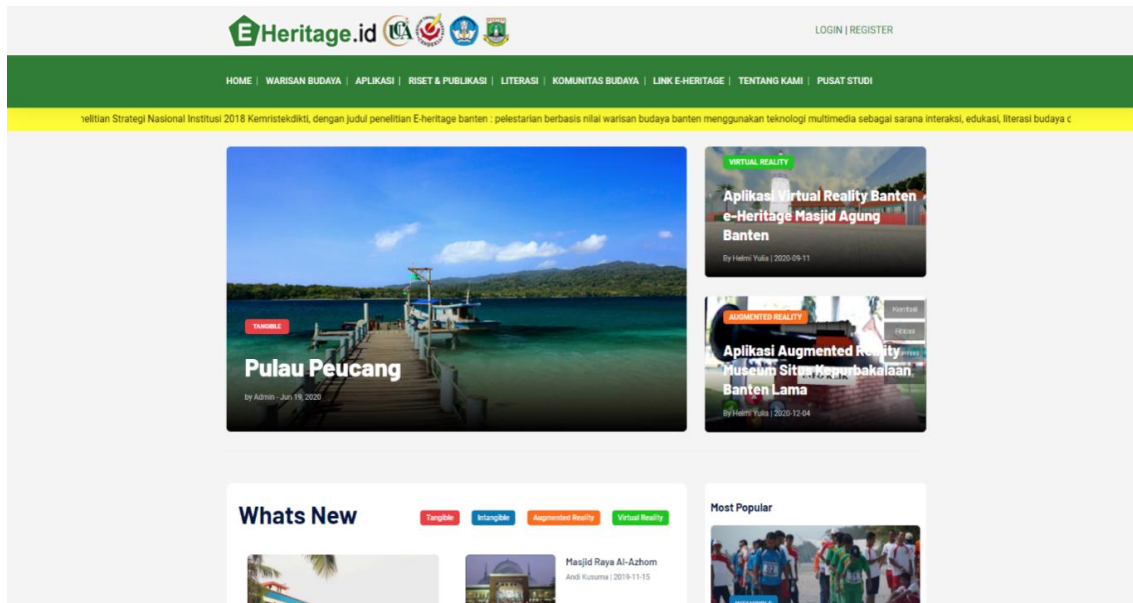 EHeritage.id
LOGIN | REGISTER
HOME | WARISAN BUDAYA | APLIKASI | RISET & PUBLIKASI | LITERASI | KOMUNITAS BUDAYA | LINK E-HERITAGE | TENTANG KAMI | PUSAT STUDI
Strategi Nasional Institusi 2018 Kemristekdikti, dengan judul penelitian E-heritage banten : pelestarian berbasis nilai warisan budaya banten menggunakan teknologi multimedia sebagai sarana interaksi, edukasi, literasi budaya
TANGIBLE
Pulau Peucang
by Admin - Jun 19, 2020
VIRTUAL REALITY
Aplikasi Virtual Reality Banten
e-Heritage Masjid Agung
Banten
By Helmi Yulia | 2020-09-11
AUGMENTED REALITY
Kembali
Aplikasi Augmented Reality
Museum Situs Kepurbakalaan
Banten Lama
By Helmi Yulia | 2020-12-04
Whats New
Tangible
Intangible
Augmented Reality
Virtual Reality
Masjid Raya Al-Azhom
Andi Kusuma | 2019-11-15
Most Popular
INTANGIBLE